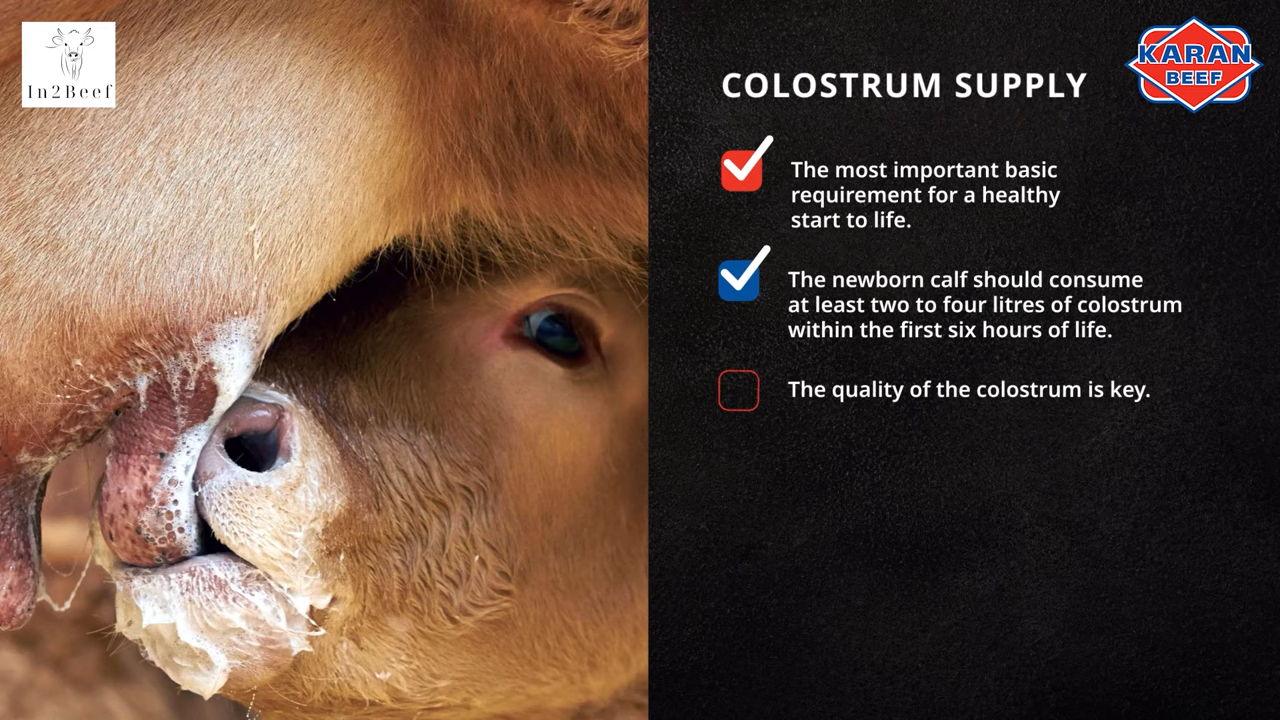 In2Beef
COLOSTRUM SUPPLY
KARAN
BEEF
The most important basic
requirement for a healthy
start to life.
The newborn calf should consume
at least two to four litres of colostrum
within the first six hours of life.
The quality of the colostrum is key.